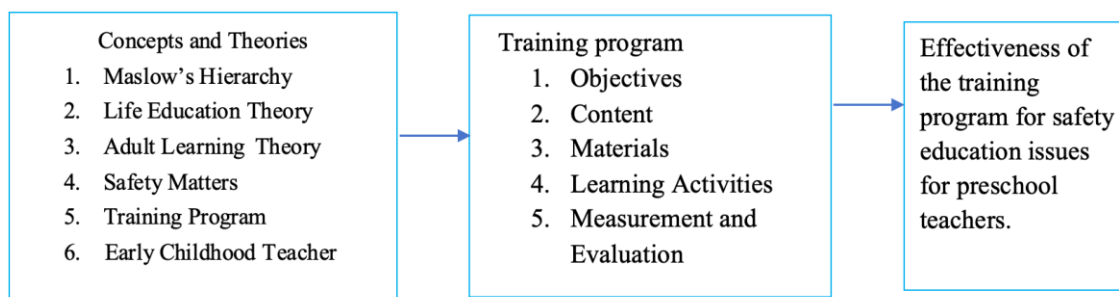 Concepts and Theories
1. Maslow's Hierarchy
2. Life Education Theory
3. Adult Learning Theory
4. Safety Matters
5. Training Program
6. Early Childhood Teacher
Training program
1. Objectives
2. Content
3. Materials
4. Learning Activities
5. Measurement and
Evaluation
Effectiveness of
the training
program for safety
education issues
for preschool
teachers.